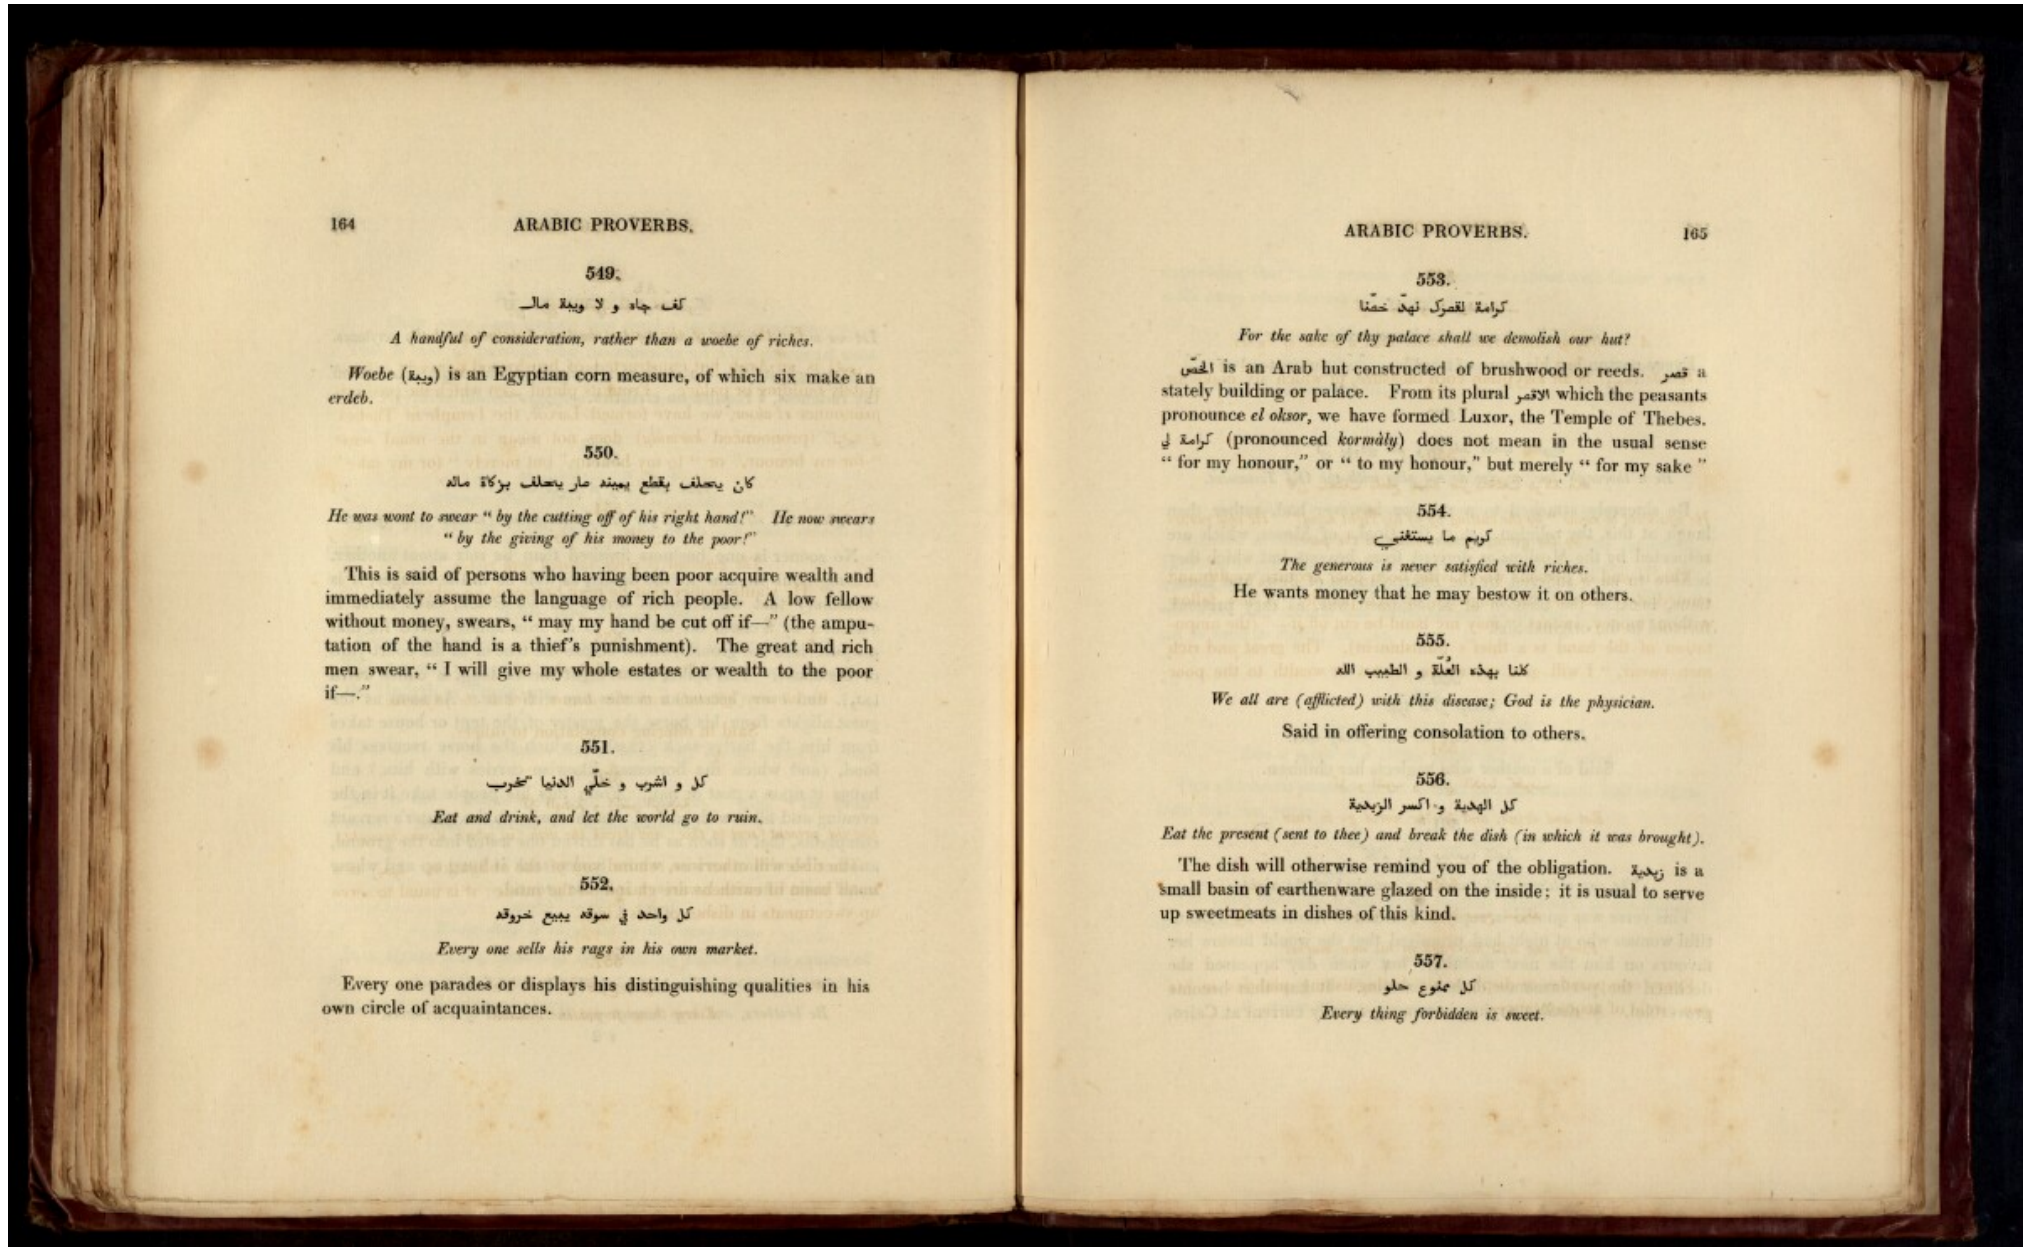 164
ARABIC PROVERBS.
549.
كف جاه و لا ويبة مال
A handful of consideration, rather than a woebe of riches.
Woebe (ويبة) is an Egyptian corn measure, of which six make an
erdeb.
550.
كان يحلف بقطع يمينه صار يحلف بزكاة ماله
He was wont to swear “ by the cutting off of his right hand!” He now swears
“ by the giving of his money to the poor!”
This is said of persons who having been poor acquire wealth and
immediately assume the language of rich people. A low fellow
without money, swears, “ may my hand be cut off if—” (the ampu-
tation of the hand is a thief's punishment). The great and rich
men swear, “ I will give my whole estates or wealth to the poor
if—.”
551.
كل و اشرب و خلّي الدنيا تخرب
Eat and drink, and let the world go to ruin.
552.
كل واحد في سوقه يبيع خروقه
Every one sells his rags in his own market.
Every one parades or displays his distinguishing qualities in his
own circle of acquaintances.
ARABIC PROVERBS.
165
553.
كرامة لقصرك نهدّ خصّنا
For the sake of thy palace shall we demolish our hut?
الخصّ is an Arab hut constructed of brushwood or reeds. قصر a
stately building or palace. From its plural الاقصر which the peasants
pronounce el oksor, we have formed Luxor, the Temple of Thebes.
كرامة لي (pronounced kormàly) does not mean in the usual sense
“ for my honour,” or “ to my honour,” but merely “ for my sake ”
554.
كريم ما يستغني
The generous is never satisfied with riches.
He wants money that he may bestow it on others.
555.
كلنا بهذه العُلّة و الطبيب الله
We all are (afflicted) with this disease; God is the physician.
Said in offering consolation to others.
556.
كل الهدية و اكسر الزبدية
Eat the present (sent to thee) and break the dish (in which it was brought).
The dish will otherwise remind you of the obligation. زبدية is a
small basin of earthenware glazed on the inside; it is usual to serve
up sweetmeats in dishes of this kind.
557.
كل ممنوع حلو
Every thing forbidden is sweet.